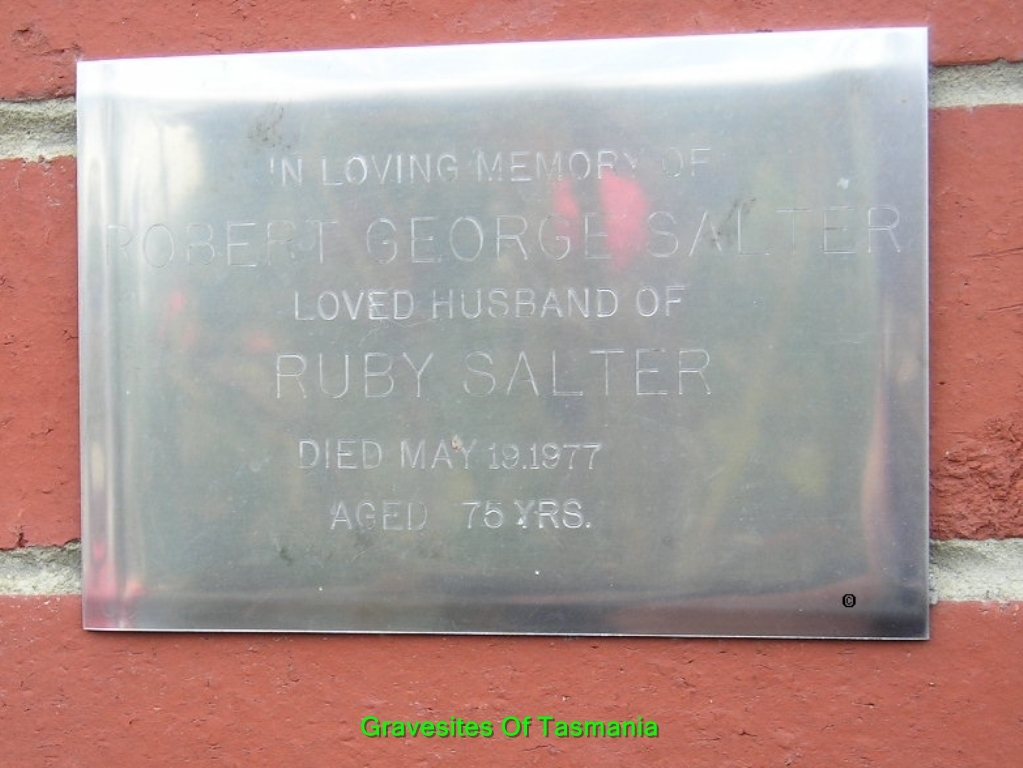 IN LOVING MEMORY OF
ROBERT GEORGE SALTER
LOVED HUSBAND OF
RUBY SALTER
DIED MAY 19.1977
AGED 75 YRS.
©
Gravesites Of Tasmania